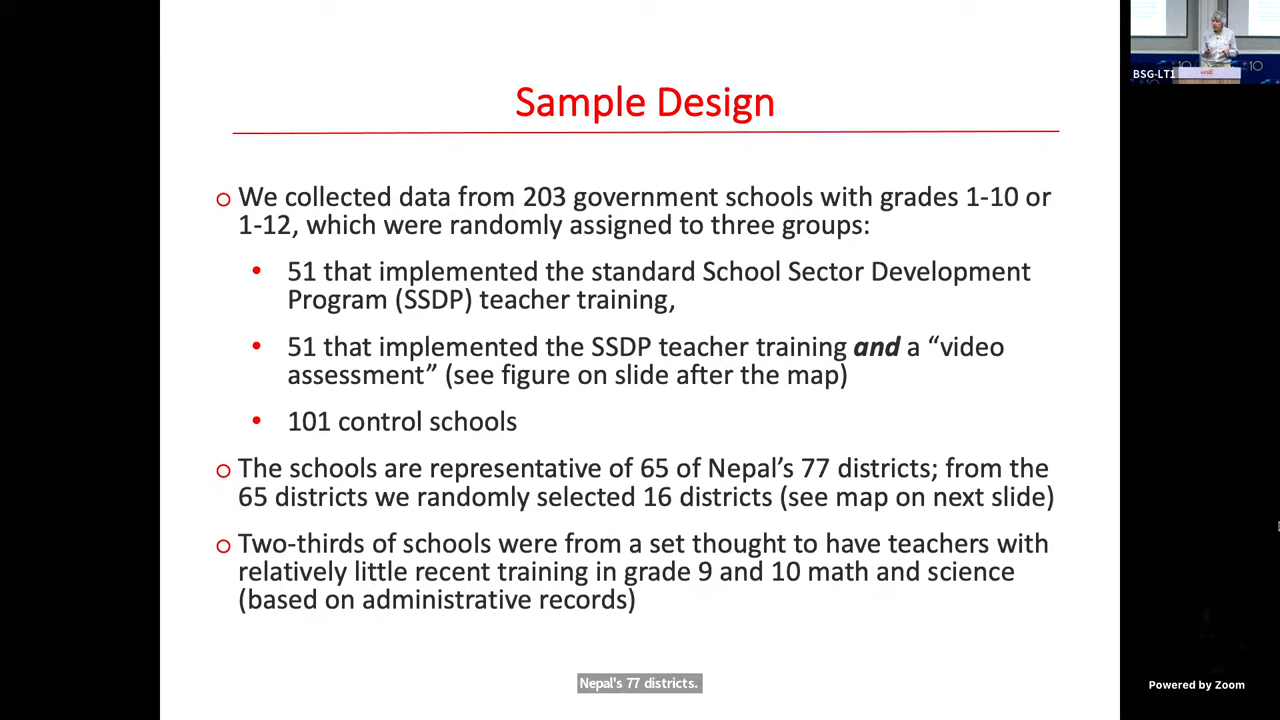 Sample Design
We collected data from 203 government schools with grades 1-10 or
1-12, which were randomly assigned to three groups:
• 51 that implemented the standard School Sector Development
Program (SSDP) teacher training,
• 51 that implemented the SSDP teacher training and a “video
assessment” (see figure on slide after the map)
• 101 control schools
The schools are representative of 65 of Nepal’s 77 districts; from the
65 districts we randomly selected 16 districts (see map on next slide)
Two-thirds of schools were from a set thought to have teachers with
relatively little recent training in grade 9 and 10 math and science
(based on administrative records)
Nepal's 77 districts.
BSG-LT1
10
Powered by Zoom